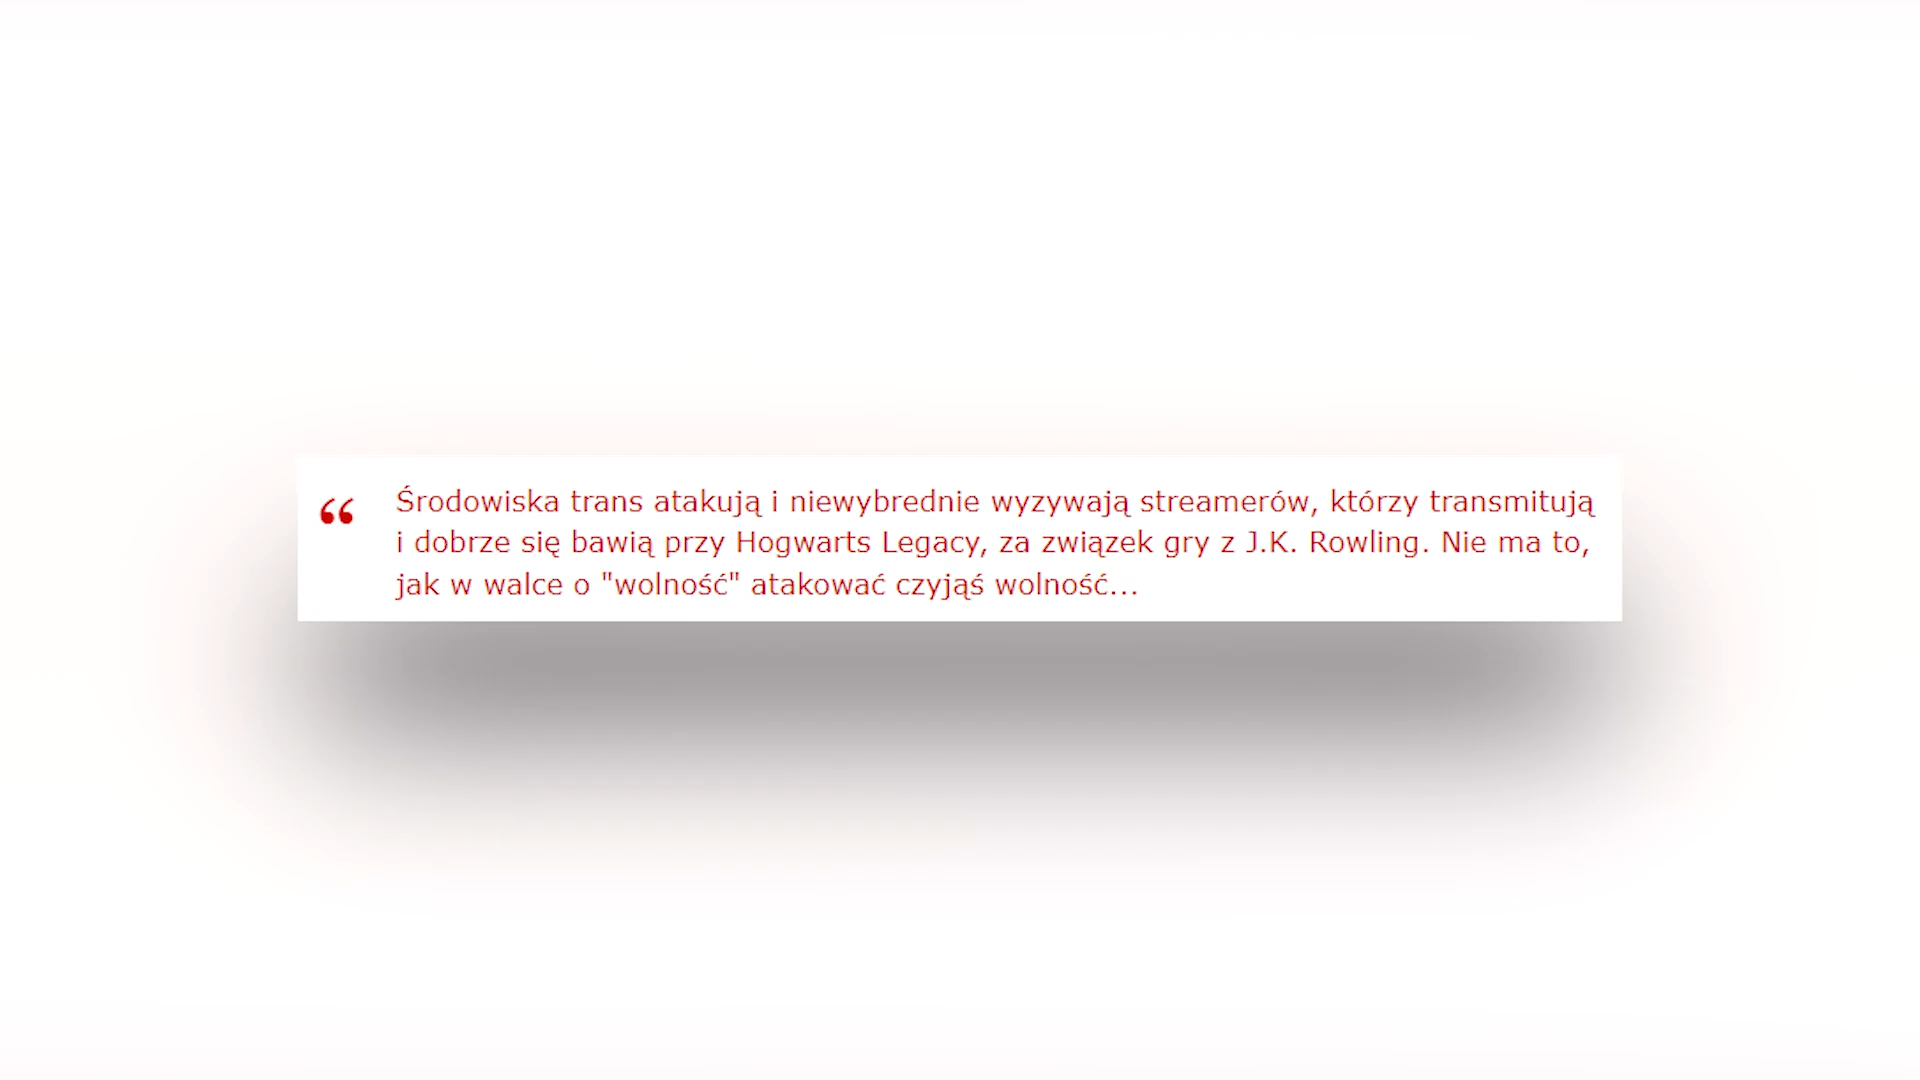 “ Środowiska trans atakują i niewybrednie wyzywają streamerów, którzy transmitują
i dobrze się bawią przy Hogwarts Legacy, za związek gry z J.K. Rowling. Nie ma to,
jak w walce o "wolność" atakować czyjąś wolność...